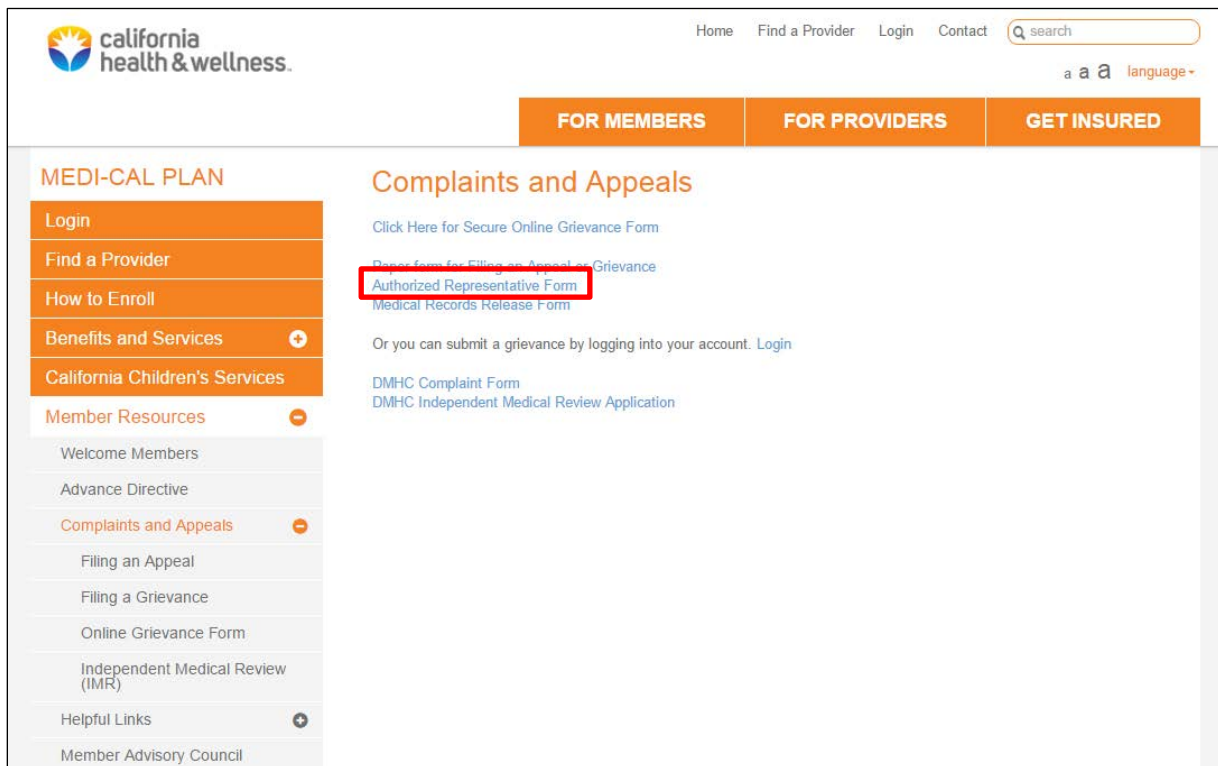 california
health & wellness.
Home Find a Provider Login Contact search
a a a language
FOR MEMBERS FOR PROVIDERS GET INSURED
MEDI-CAL PLAN
Login
Find a Provider
How to Enroll
Benefits and Services
California Children's Services
Member Resources
Welcome Members
Advance Directive
Complaints and Appeals
Filing an Appeal
Filing a Grievance
Online Grievance Form
Independent Medical Review
(IMR)
Helpful Links
Member Advisory Council
Complaints and Appeals
Click Here for Secure Online Grievance Form
Paper form for Filing an Appeal or Grievance
Authorized Representative Form
Medical Records Release Form
Or you can submit a grievance by logging into your account. Login
DMHC Complaint Form
DMHC Independent Medical Review Application